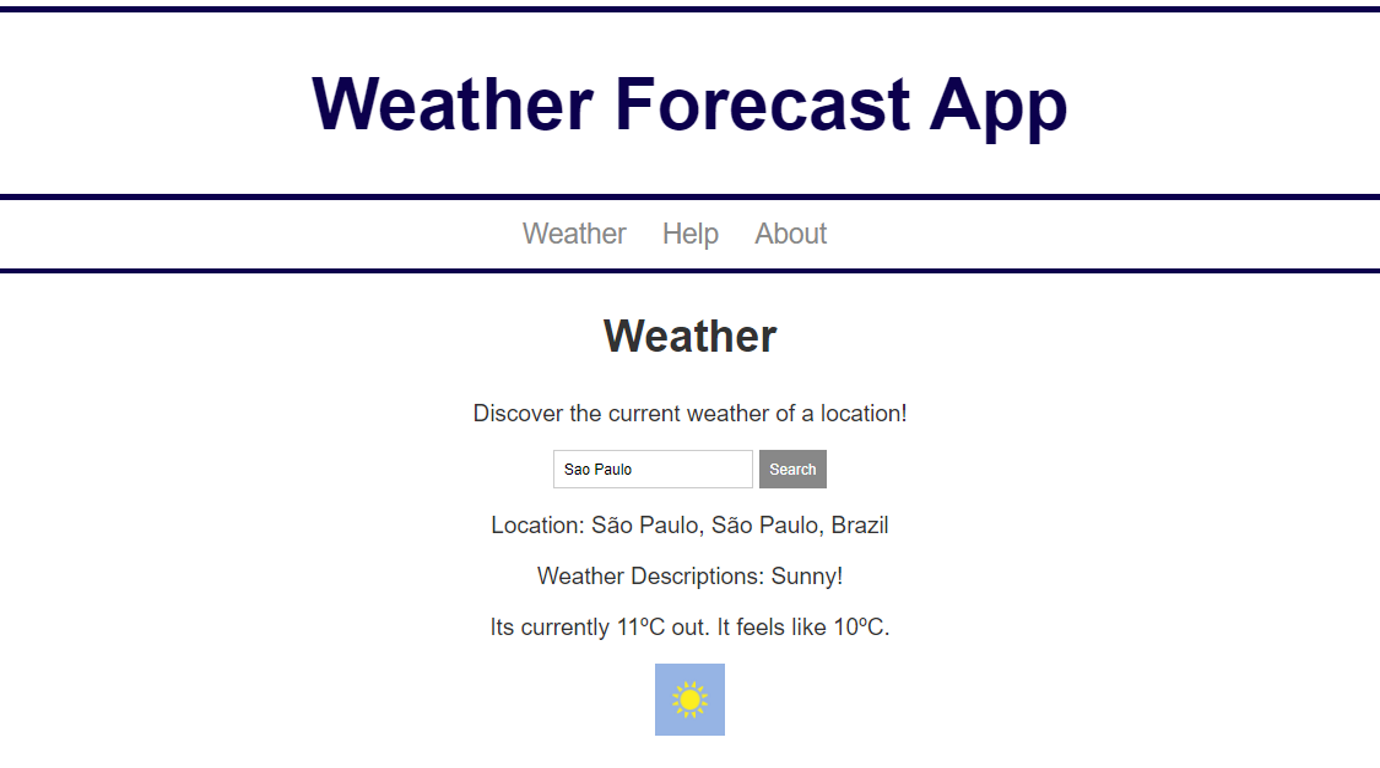 Weather Forecast App
Weather Help About
Weather
Discover the current weather of a location!
Sao Paulo Search
Location: São Paulo, São Paulo, Brazil
Weather Descriptions: Sunny!
Its currently 11ºC out. It feels like 10ºC.